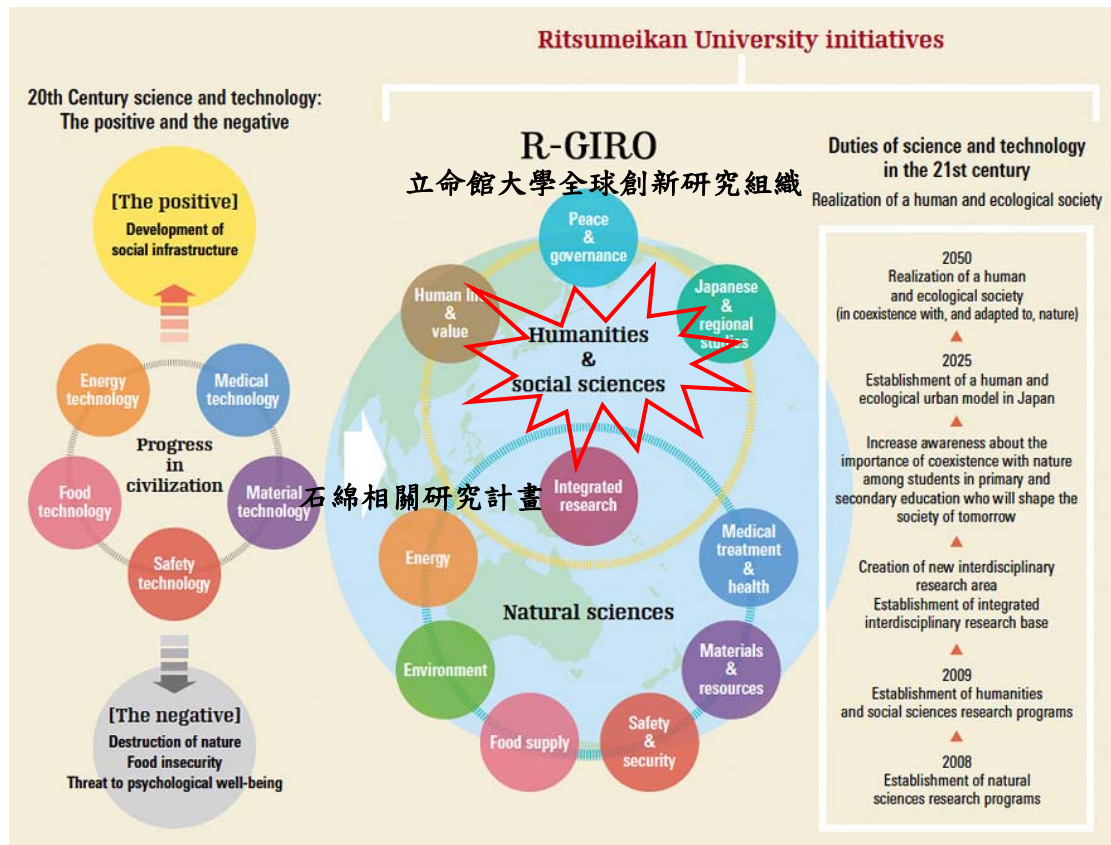 Ritsumeikan University initiatives
20th Century science and technology:
The positive and the negative
[The positive]
Development of
social infrastructure
Energy
technology
Medical
technology
Progress
in
civilization
Food
technology
Material
technology
Safety
technology
[The negative]
Destruction of nature
Food insecurity
Threat to psychological well-being
R-GIRO
立命館大學全球創新研究組織
Peace
&
governance
Human
&
value
Japanese
&
regional
studies
Humanities
&
social sciences
石綿相關研究計畫
Integrated
research
Energy
Medical
treatment
&
health
Natural sciences
Environment
Materials
&
resources
Food supply
Safety
&
security
Duties of science and technology
in the 21st century
Realization of a human and ecological society
2050
Realization of a human
and ecological society
(in coexistence with, and adapted to, nature)
2025
Establishment of a human and
ecological urban model in Japan
Increase awareness about the
importance of coexistence with nature
among students in primary and
secondary education who will shape the
society of tomorrow
Creation of new interdisciplinary
research area
Establishment of integrated
interdisciplinary research base
2009
Establishment of humanities
and social sciences research programs
2008
Establishment of natural
sciences research programs